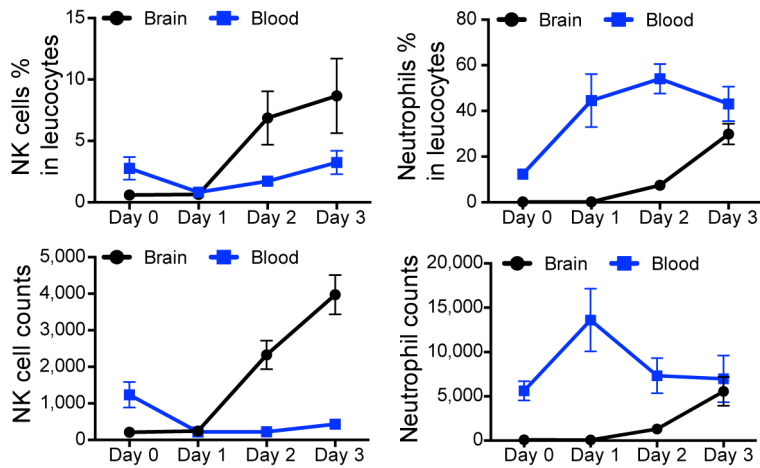 Brain Blood
NK cells %
in leucocytes
15
10
5
0
Day 0 Day 1 Day 2 Day 3
Brain Blood
Neutrophils %
in leucocytes
80
60
40
20
0
Day 0 Day 1 Day 2 Day 3
Brain Blood
NK cell counts
5,000
4,000
3,000
2,000
1,000
0
Day 0 Day 1 Day 2 Day 3
Brain Blood
Neutrophil counts
20,000
15,000
10,000
5,000
0
Day 0 Day 1 Day 2 Day 3